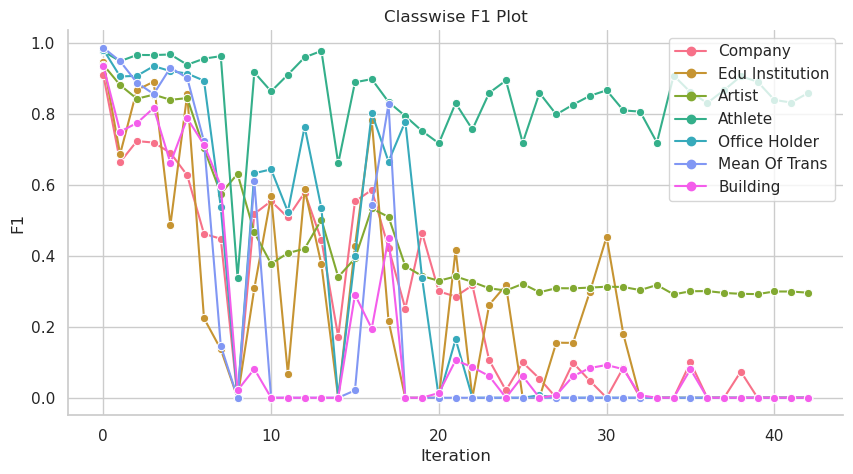 Classwise F1 Plot
F1
1.0
0.8
0.6
0.4
0.2
0.0
Company
Edu Institution
Artist
Athlete
Office Holder
Mean Of Trans
Building
0 10 20 30 40
Iteration